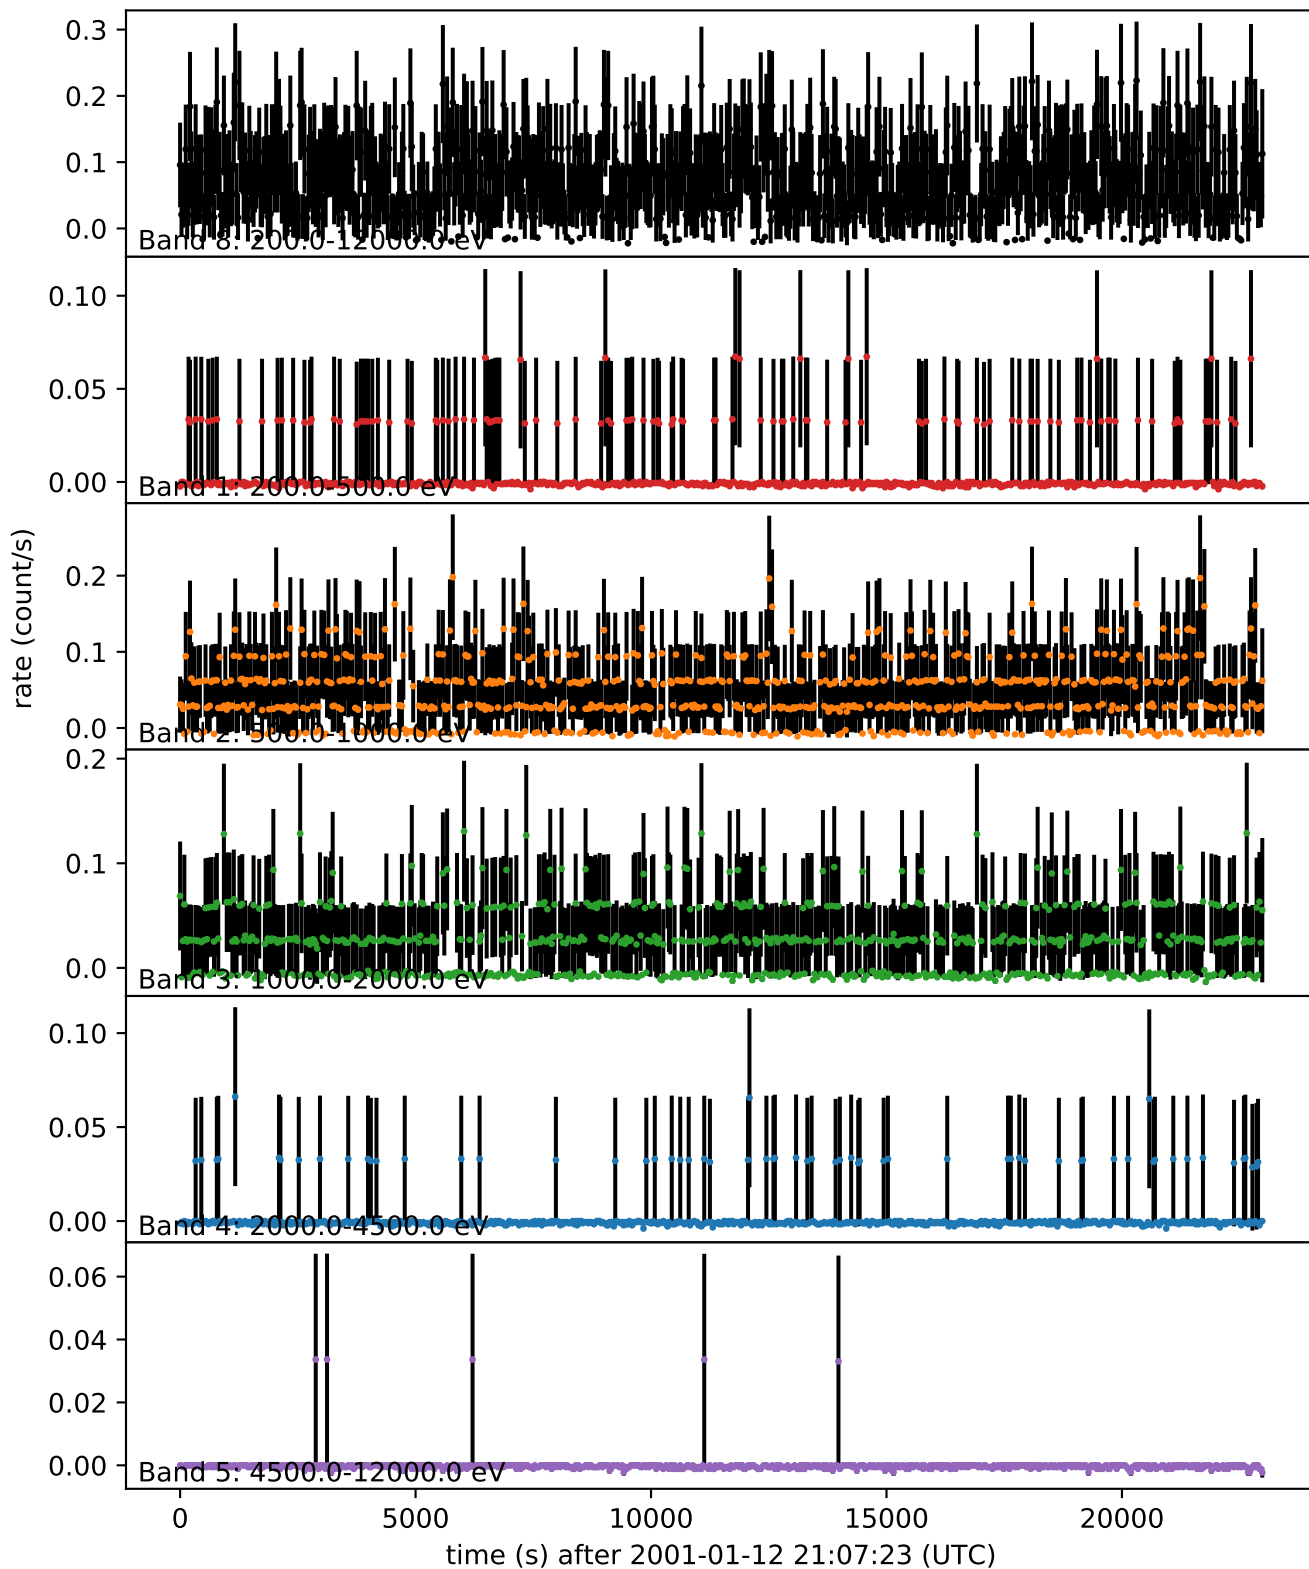 0.3
0.2
0.1
0.0
Band 8: 200.0-12000.0 eV
0.10
0.05
0.00
Band 1: 200.0-500.0 eV
rate (count/s)
0.2
0.1
0.0
Band 2: 500.0-1000.0 eV
0.2
0.1
0.0
Band 3: 1000.0-2000.0 eV
0.10
0.05
0.00
Band 4: 2000.0-4500.0 eV
0.06
0.04
0.02
0.00
Band 5: 4500.0-12000.0 eV
0 5000 10000 15000 20000
time (s) after 2001-01-12 21:07:23 (UTC)